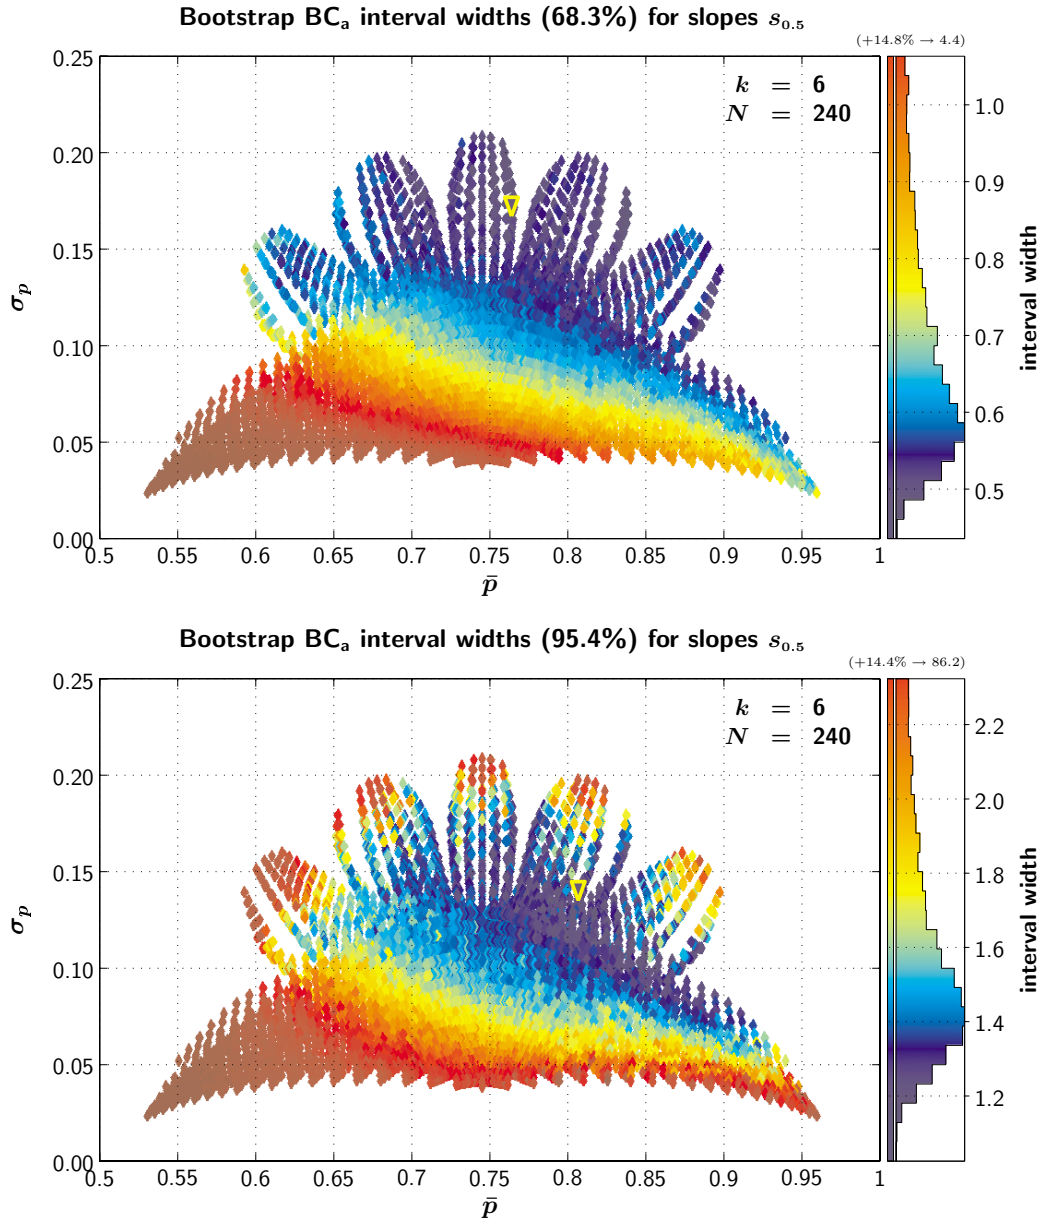 Bootstrap BCa interval widths (68.3%) for slopes s0.5
(+14.8% → 4.4)
k = 6
N = 240
0.25
0.20
0.15
0.10
0.05
0.00
σp
0.5 0.55 0.6 0.65 0.7 0.75 0.8 0.85 0.9 0.95 1
p̄
1.0
0.9
0.8
0.7
0.6
0.5
interval width
Bootstrap BCa interval widths (95.4%) for slopes s0.5
(+14.4% → 86.2)
k = 6
N = 240
0.25
0.20
0.15
0.10
0.05
0.00
σp
0.5 0.55 0.6 0.65 0.7 0.75 0.8 0.85 0.9 0.95 1
p̄
2.2
2.0
1.8
1.6
1.4
1.2
interval width